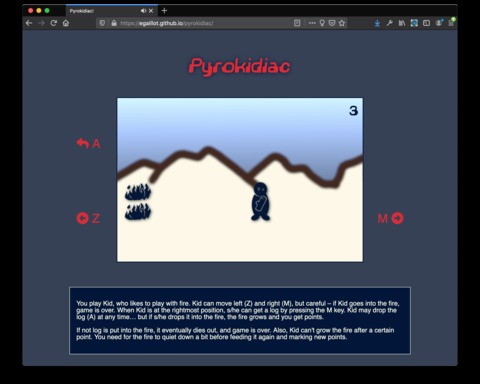 Pyrokidiac!
https://egaillot.github.io/pyrokidiac/
Pyrokidiac
3
A
Z
M
You play Kid, who likes to play with fire. Kid can move left (Z) and right (M), but careful – if Kid goes into the fire,
game is over. When Kid is at the rightmost position, s/he can get a log by pressing the M key. Kid may drop the
log (A) at any time... but if s/he drops it into the fire, the fire grows and you get points.
If not log is put into the fire, it eventually dies out, and game is over. Also, Kid can't grow the fire after a certain
point. You need for the fire to quiet down a bit before feeding it again and marking new points.